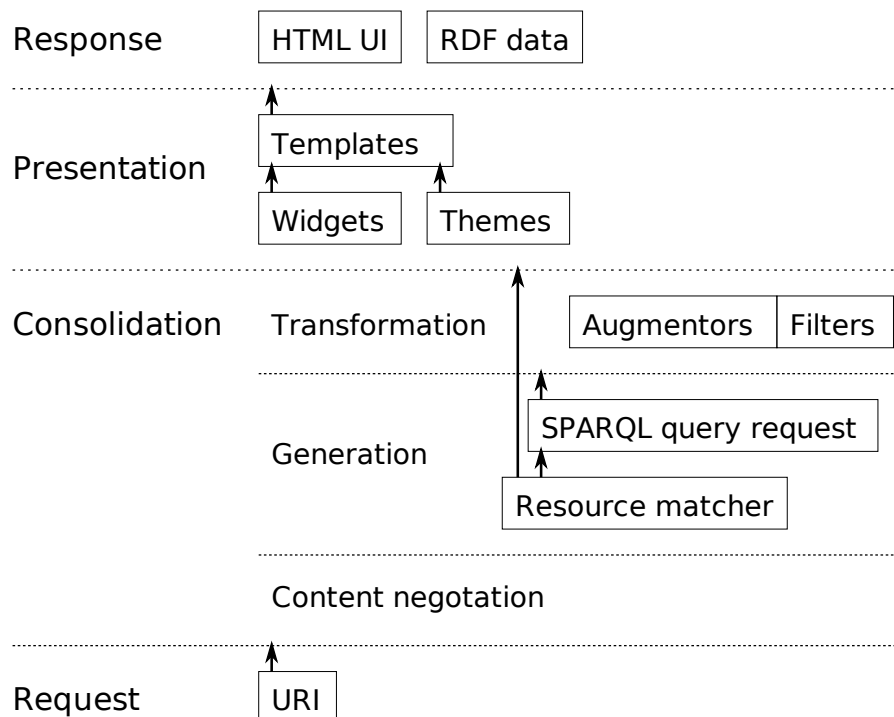 Response
HTML UI
RDF data
Presentation
Templates
Widgets
Themes
Consolidation
Transformation
Augmentors
Filters
SPARQL query request
Generation
Resource matcher
Content negotation
Request
URI